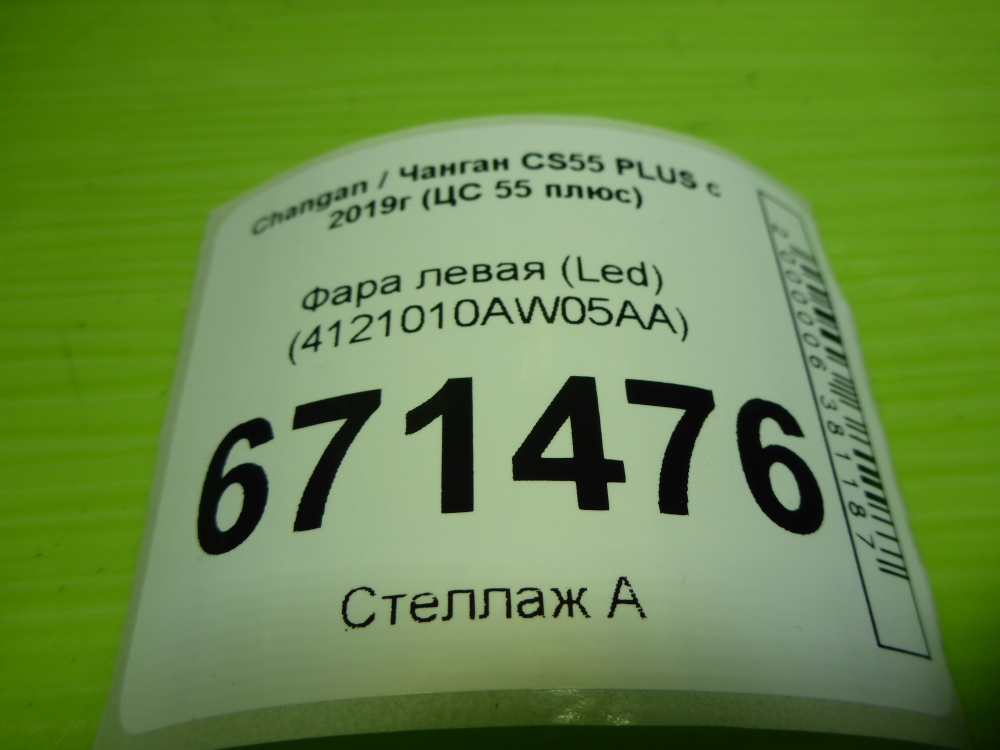 Changan / Чанган CS55 PLUS с
2019г (ЦС 55 плюс)
Фара левая (Led)
(4121010AW05AA)
671476
Стеллаж А
2000006381187